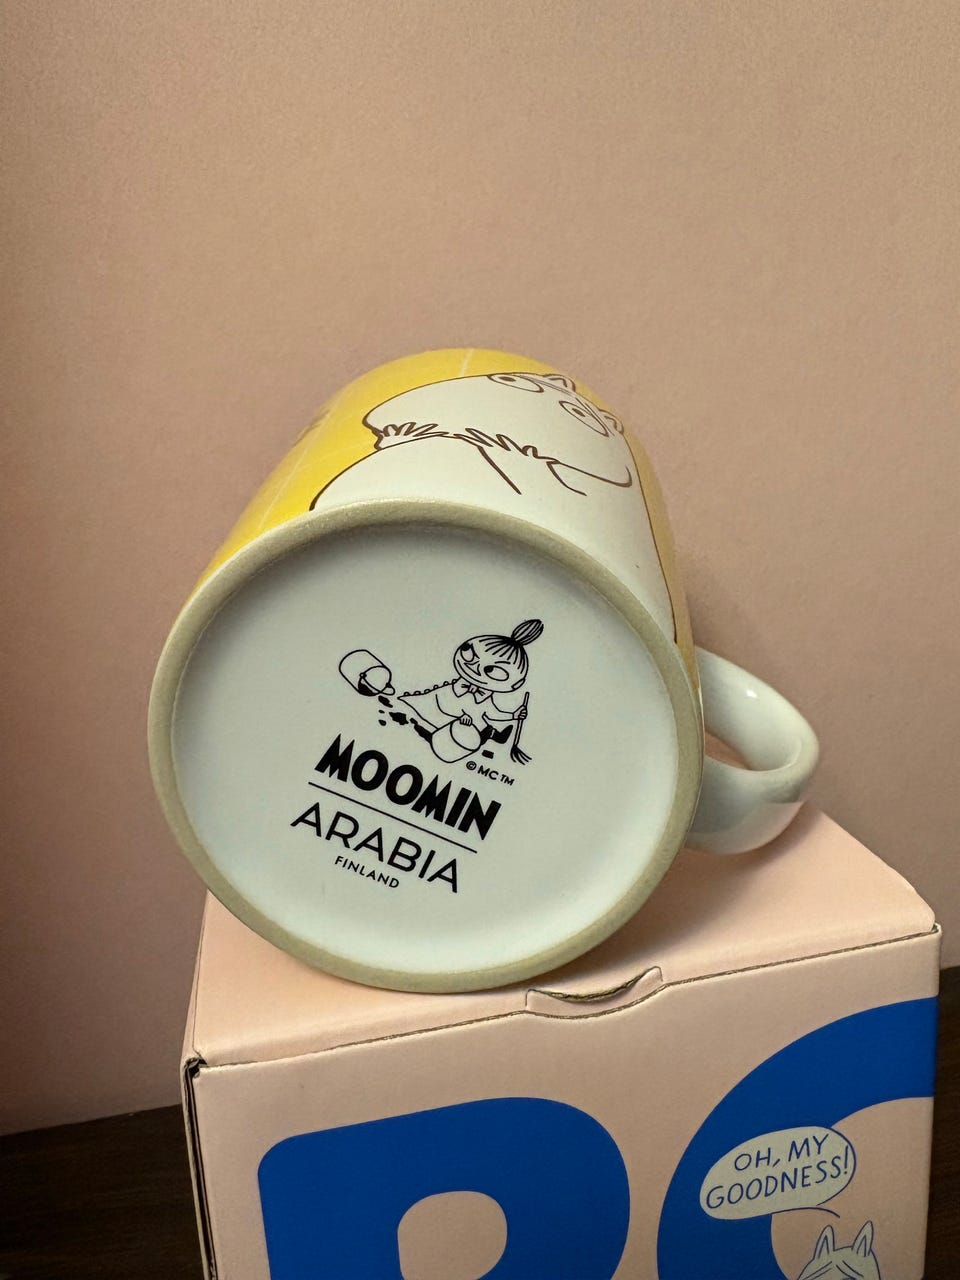 ©MC™
MOOMIN
ARABIA
FINLAND
OH, MY
GOODNESS!